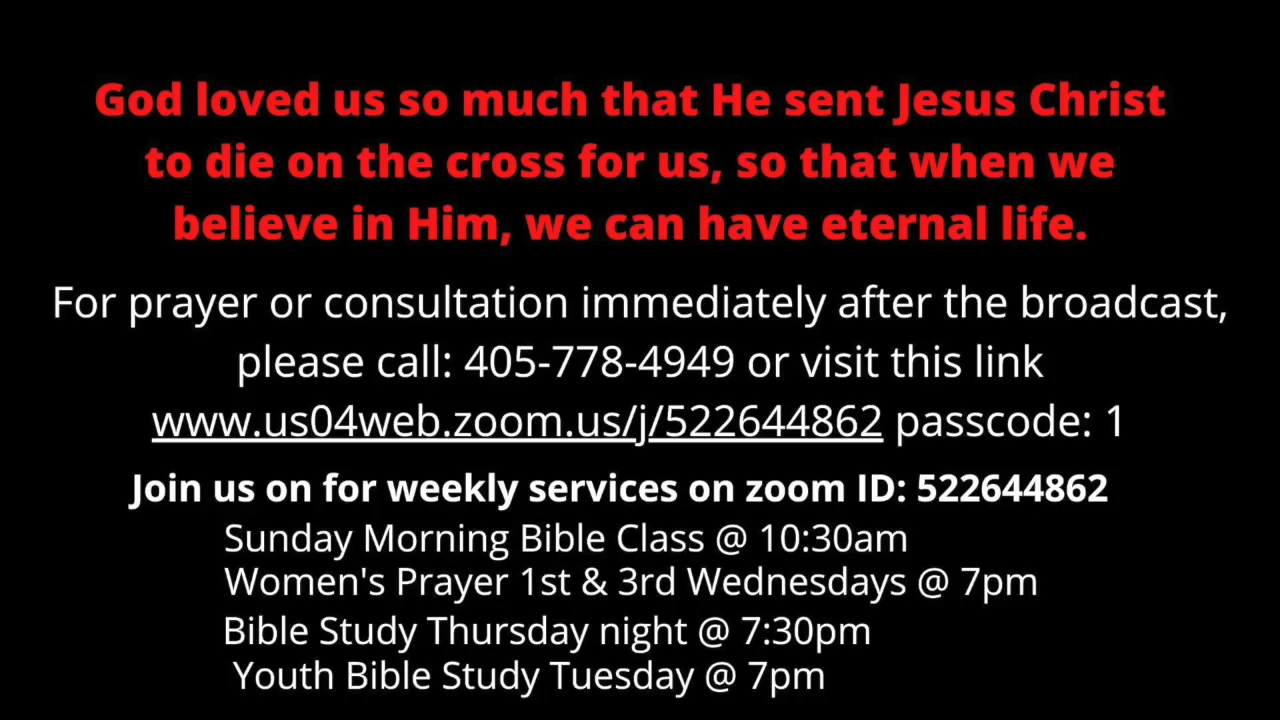 God loved us so much that He sent Jesus Christ
to die on the cross for us, so that when we
believe in Him, we can have eternal life.
For prayer or consultation immediately after the broadcast,
please call: 405-778-4949 or visit this link
www.us04web.zoom.us/j/522644862 passcode: 1
Join us on for weekly services on zoom ID: 522644862
Sunday Morning Bible Class @ 10:30am
Women's Prayer 1st & 3rd Wednesdays @ 7pm
Bible Study Thursday night @ 7:30pm
Youth Bible Study Tuesday @ 7pm